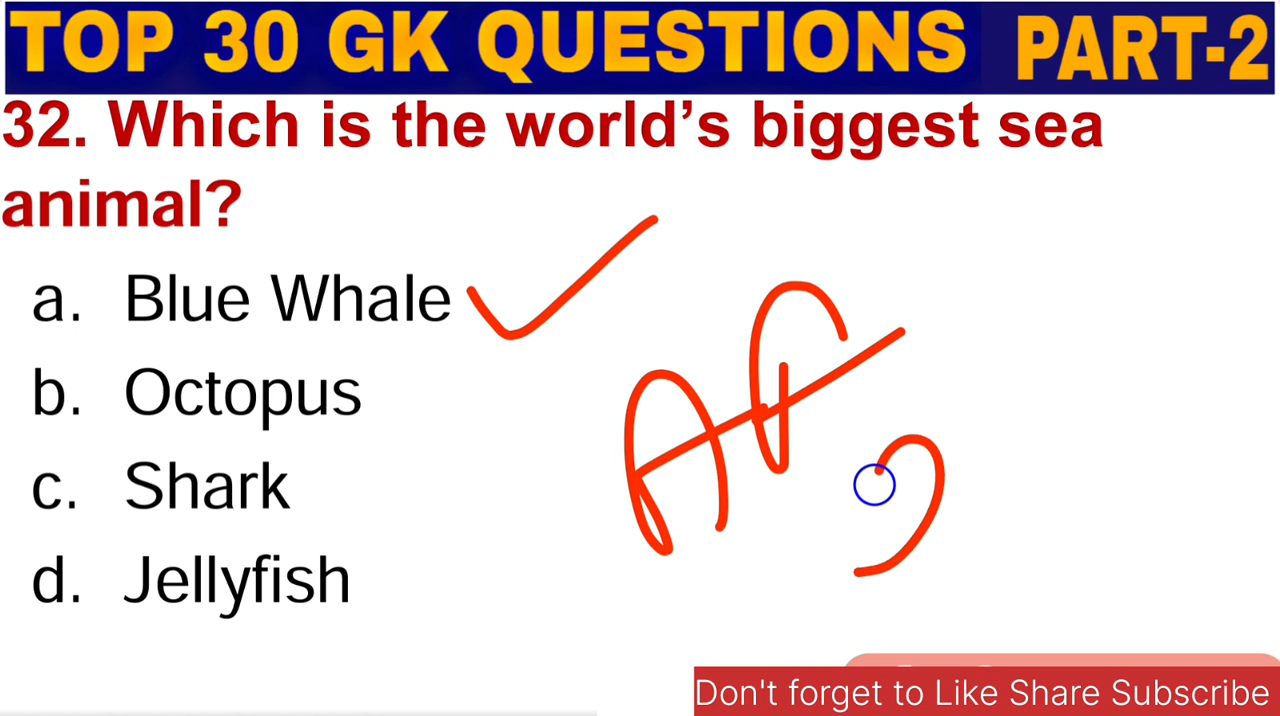 TOP 30 GK QUESTIONS PART-2
32. Which is the world’s biggest sea
animal?
a. Blue Whale
b. Octopus
c. Shark
d. Jellyfish
Don't forget to Like Share Subscribe